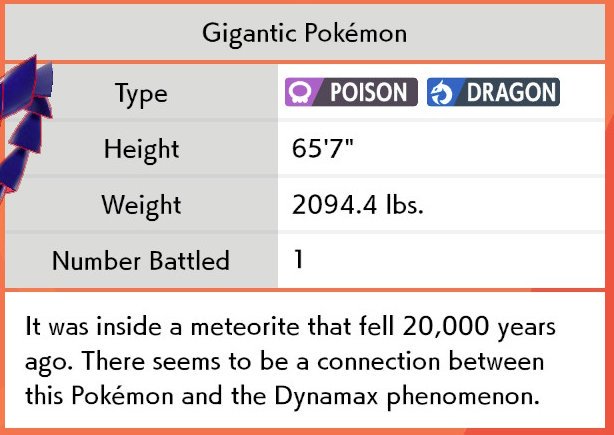 Gigantic Pokémon
Type POISON DRAGON
Height 65'7"
Weight 2094.4 lbs.
Number Battled 1
It was inside a meteorite that fell 20,000 years
ago. There seems to be a connection between
this Pokémon and the Dynamax phenomenon.